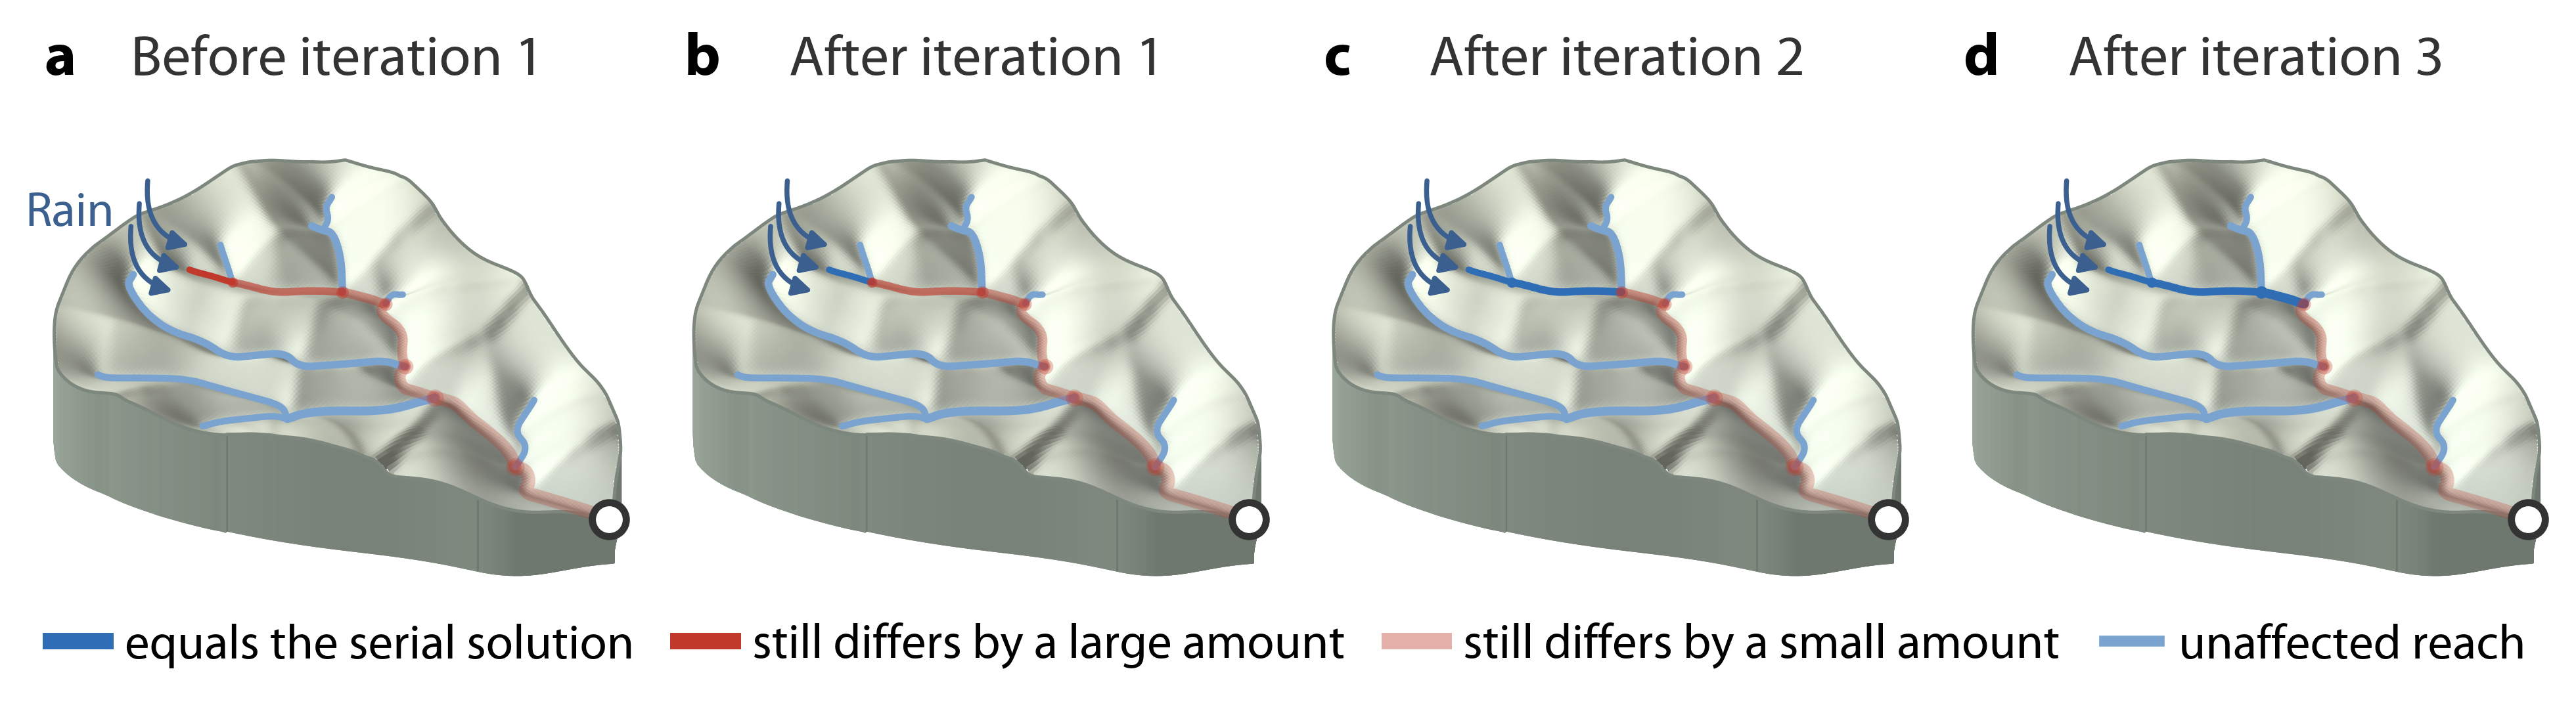 a Before iteration 1
b After iteration 1
c After iteration 2
d After iteration 3
Rain
equals the serial solution
still differs by a large amount
still differs by a small amount
unaffected reach